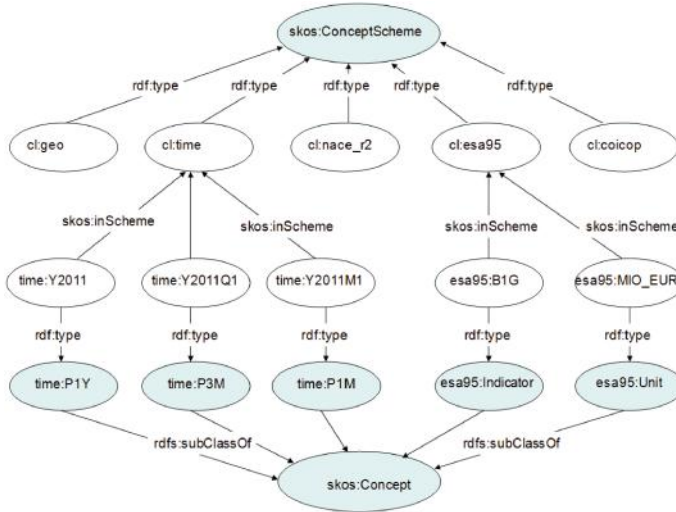 skos:ConceptScheme
rdf:type rdf:type rdf:type rdf:type rdf:type
cl:geo cl:time cl:nace_r2 cl:esa95 cl:coicop
skos:inScheme skos:inScheme skos:inScheme skos:inScheme
time:Y2011 time:Y2011Q1 time:Y2011M1 esa95:B1G esa95:MIO_EUR
rdf:type rdf:type rdf:type rdf:type rdf:type
time:P1Y time:P3M time:P1M esa95:Indicator esa95:Unit
rdfs:subClassOf rdfs:subClassOf
skos:Concept